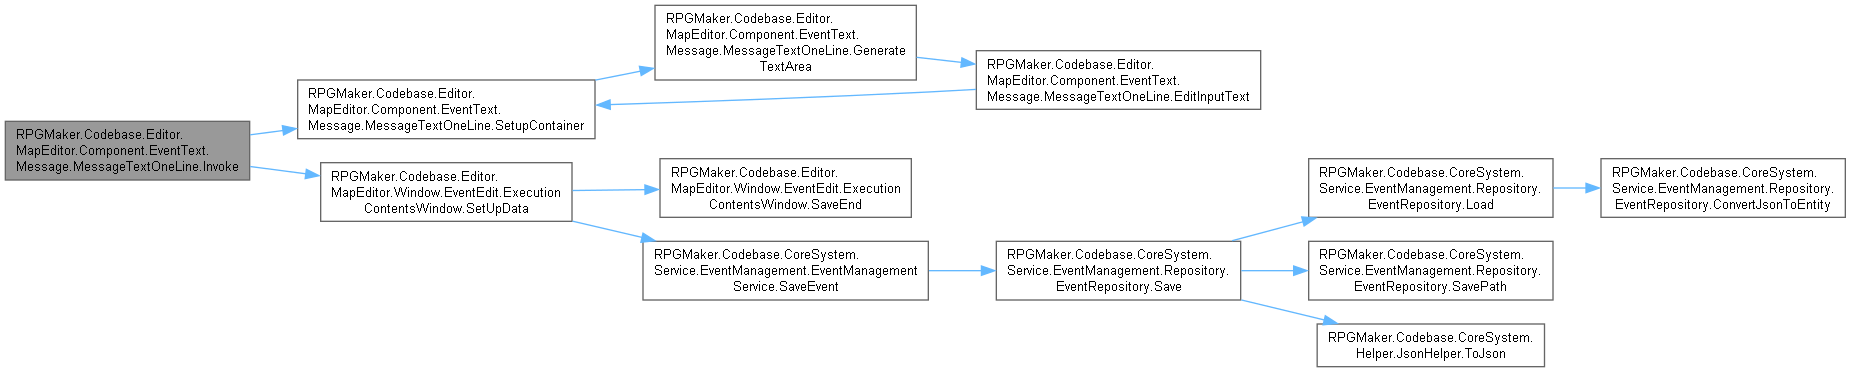 RPGMaker.Codebase.Editor.
MapEditor.Component.EventText.
Message.MessageTextOneLine.Invoke
RPGMaker.Codebase.Editor.
MapEditor.Component.EventText.
Message.MessageTextOneLine.SetupContainer
RPGMaker.Codebase.Editor.
MapEditor.Component.EventText.
Message.MessageTextOneLine.Generate
TextArea
RPGMaker.Codebase.Editor.
MapEditor.Component.EventText.
Message.MessageTextOneLine.EditInputText
RPGMaker.Codebase.Editor.
MapEditor.Window.EventEdit.Execution
ContentsWindow.SetUpData
RPGMaker.Codebase.Editor.
MapEditor.Window.EventEdit.Execution
ContentsWindow.SaveEnd
RPGMaker.Codebase.CoreSystem.
Service.EventManagement.EventManagement
Service.SaveEvent
RPGMaker.Codebase.CoreSystem.
Service.EventManagement.Repository.
EventRepository.Save
RPGMaker.Codebase.CoreSystem.
Service.EventManagement.Repository.
EventRepository.Load
RPGMaker.Codebase.CoreSystem.
Service.EventManagement.Repository.
EventRepository.ConvertJsonToEntity
RPGMaker.Codebase.CoreSystem.
Service.EventManagement.Repository.
EventRepository.SavePath
RPGMaker.Codebase.CoreSystem.
Helper.JsonHelper.ToJson